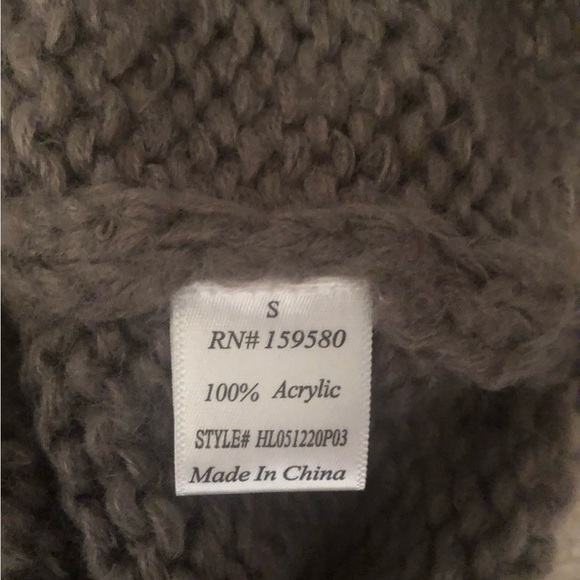 S
RN# 159580
100% Acrylic
STYLE# HL051220P03
Made In China